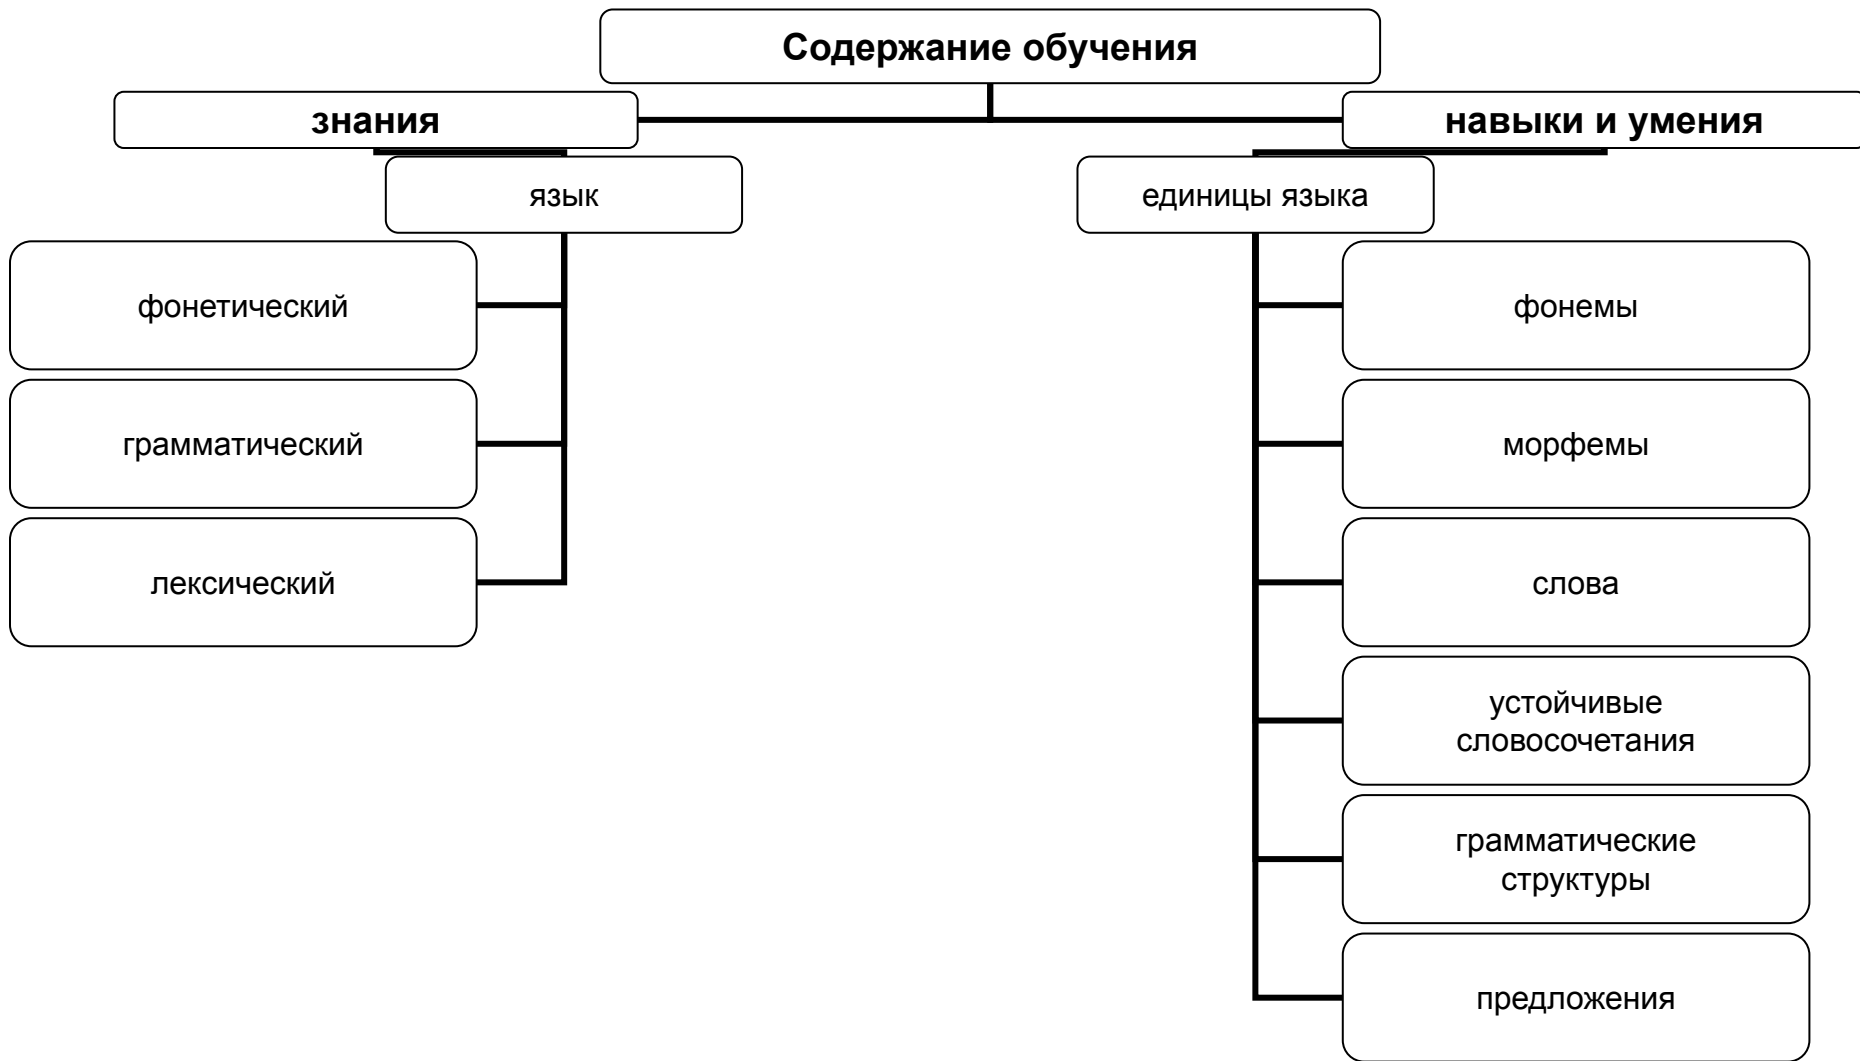 Содержание обучения
знания
навыки и умения
язык
единицы языка
фонетический
грамматический
лексический
фонемы
морфемы
слова
устойчивые
словосочетания
грамматические
структуры
предложения